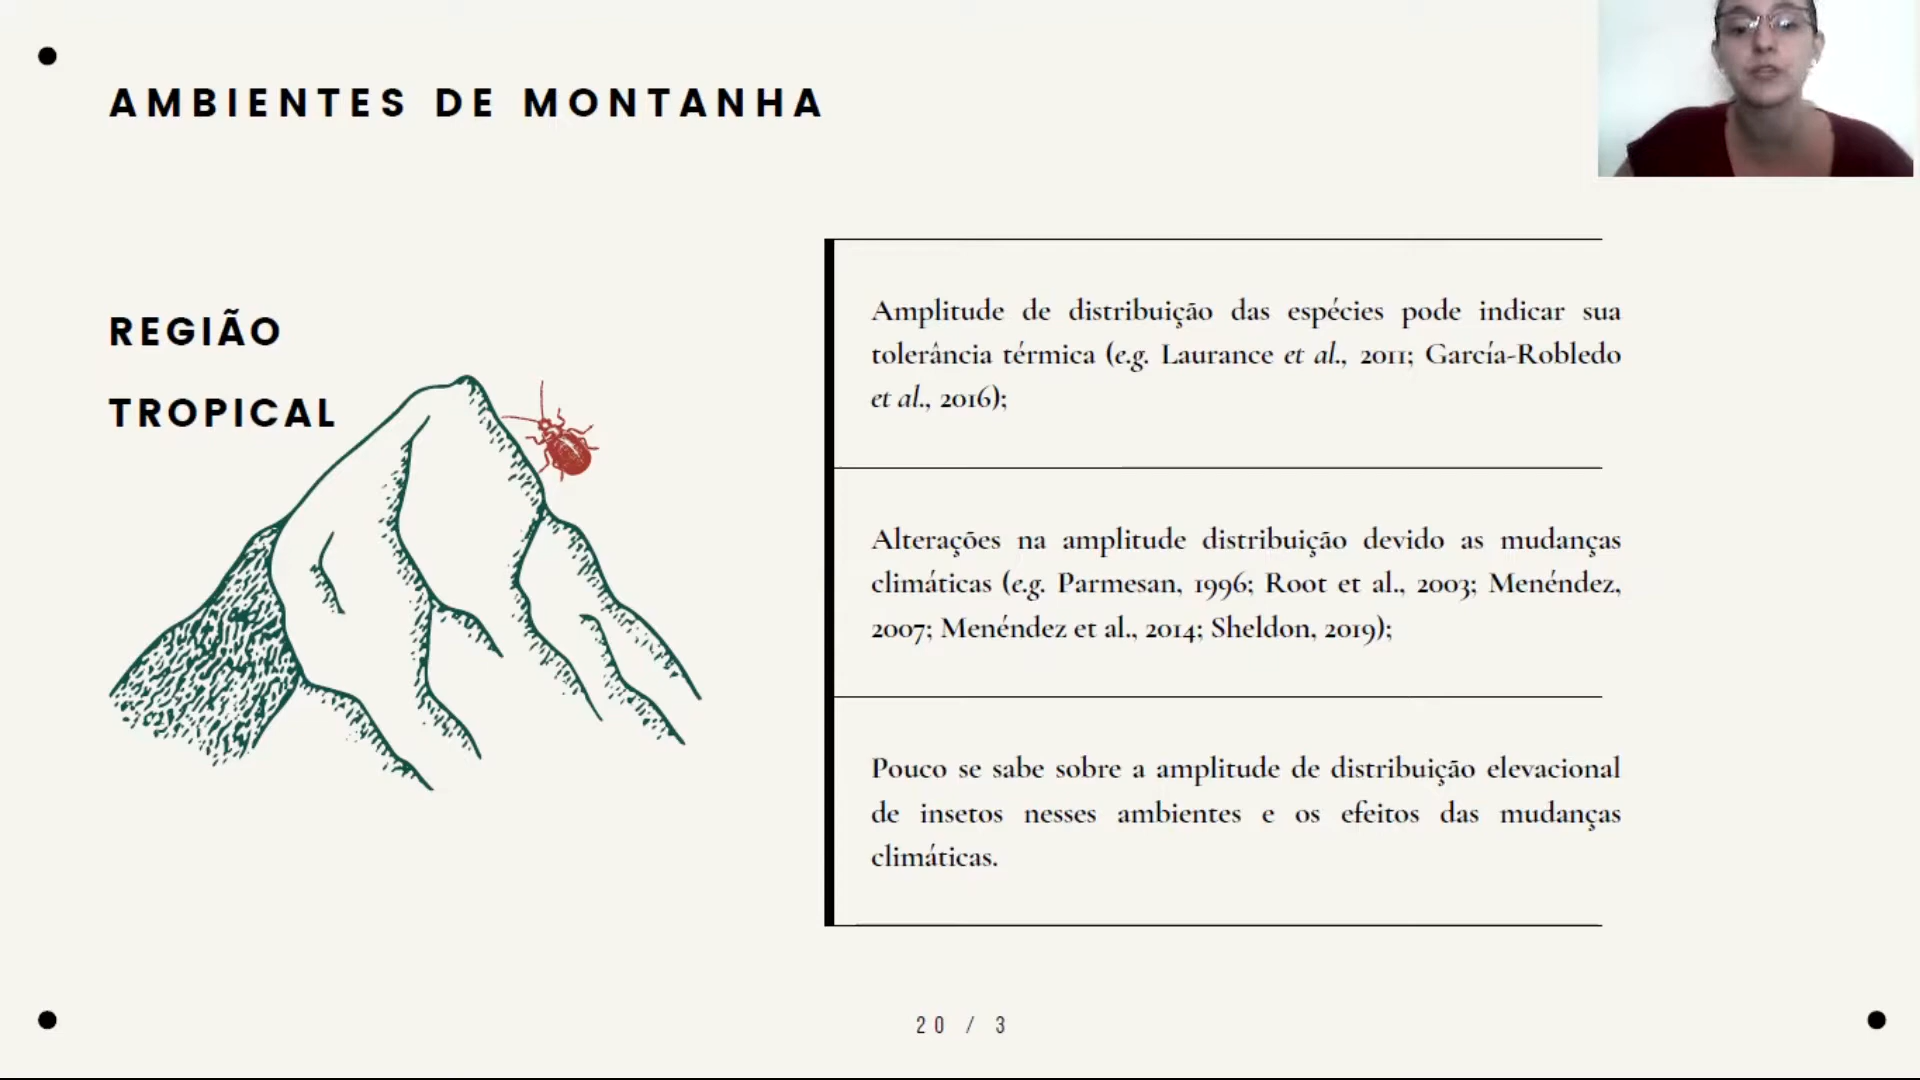 AMBIENTES DE MONTANHA
REGIÃO
TROPICAL
Amplitude de distribuição das espécies pode indicar sua
tolerância térmica (e.g. Laurance et al., 2011; García-Robledo
et al., 2016);
Alterações na amplitude distribuição devido as mudanças
climáticas (e.g. Parmesan, 1996; Root et al., 2003; Menéndez,
2007; Menéndez et al., 2014; Sheldon, 2019);
Pouco se sabe sobre a amplitude de distribuição elevacional
de insetos nesses ambientes e os efeitos das mudanças
climáticas.
20 / 3